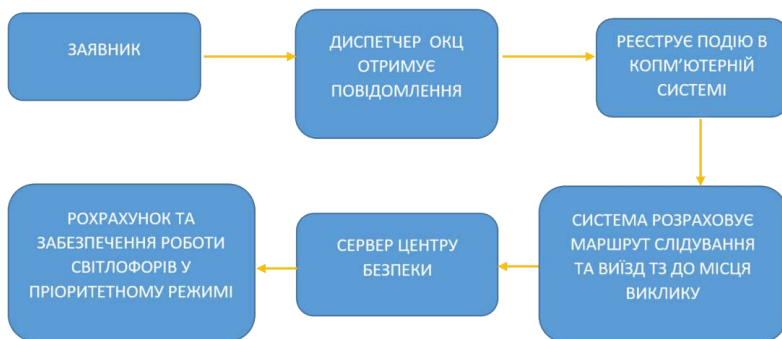 ЗАЯВНИК
ДИСПЕТЧЕР ОКЦ
ОТРИМУЄ
ПОВІДОМЛЕННЯ
РЕЄСТРУЄ ПОДІЮ В
КОПМ'ЮТЕРНІЙ
СИСТЕМІ
СИСТЕМА РОЗРАХОВУЄ
МАРШРУТ СЛІДУВАННЯ
ТА ВИЇЗД ТЗ ДО МІСЦЯ
ВИКЛИКУ
СЕРВЕР ЦЕНТРУ
БЕЗПЕКИ
РОХРАХУНОК ТА
ЗАБЕЗПЕЧЕННЯ РОБОТИ
СВІТЛОФОРІВ У
ПРІОРИТЕТНОМУ РЕЖИМІ